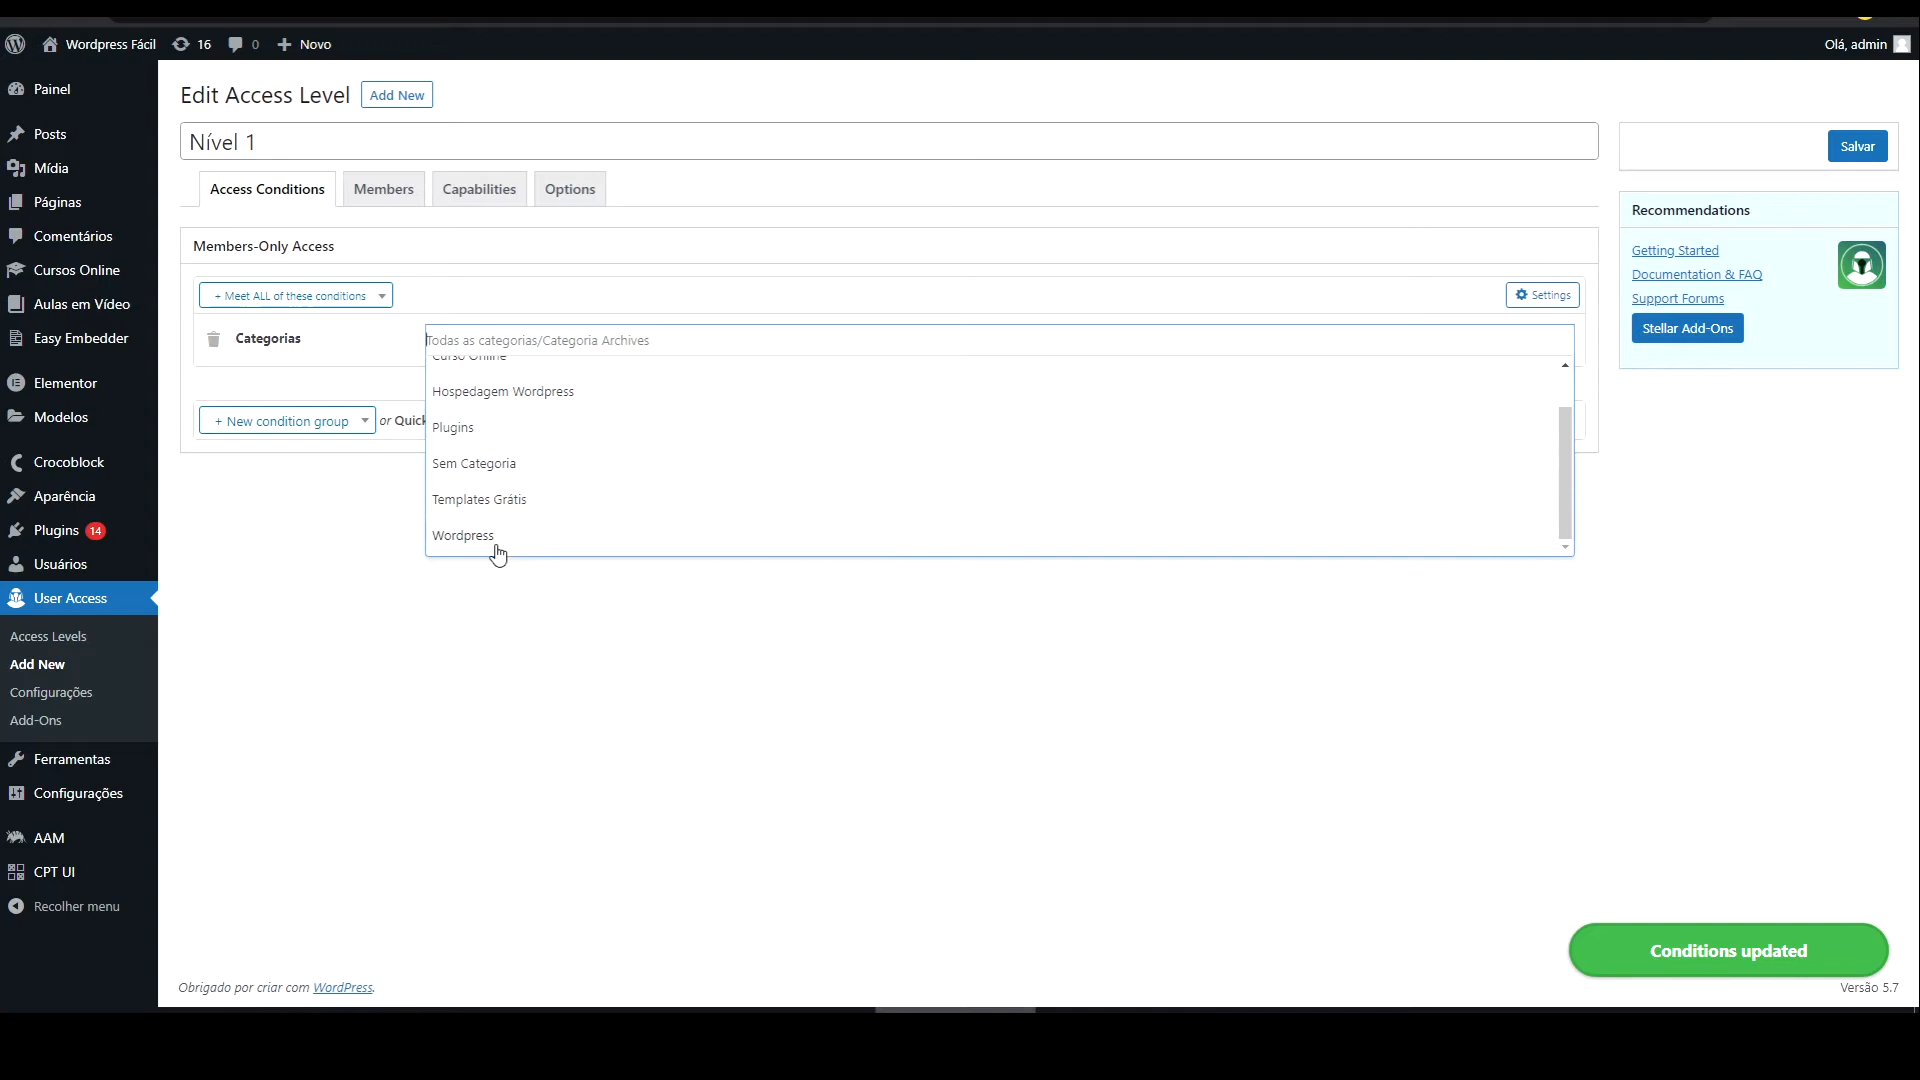 Wordpress Fácil 16 0 Novo Olá, admin
Painel
Posts
Mídia
Páginas
Comentários
Cursos Online
Aulas em Vídeo
Easy Embedder
Elementor
Modelos
Crocoblock
Aparência
Plugins 14
Usuários
User Access
Access Levels
Add New
Configurações
Add-Ons
Ferramentas
Configurações
AAM
CPT UI
Recolher menu
Edit Access Level Add New
Nível 1
Access Conditions Members Capabilities Options
Members-Only Access
+ Meet ALL of these conditions Settings
Categorias
Todas as categorias/Categoria Archives
Curso Online
Hospedagem Wordpress
Plugins
Sem Categoria
Templates Grátis
Wordpress
+ New condition group or Quick
Salvar
Recommendations
Getting Started
Documentation & FAQ
Support Forums
Stellar Add-Ons
Conditions updated
Obrigado por criar com WordPress.
Versão 5.7